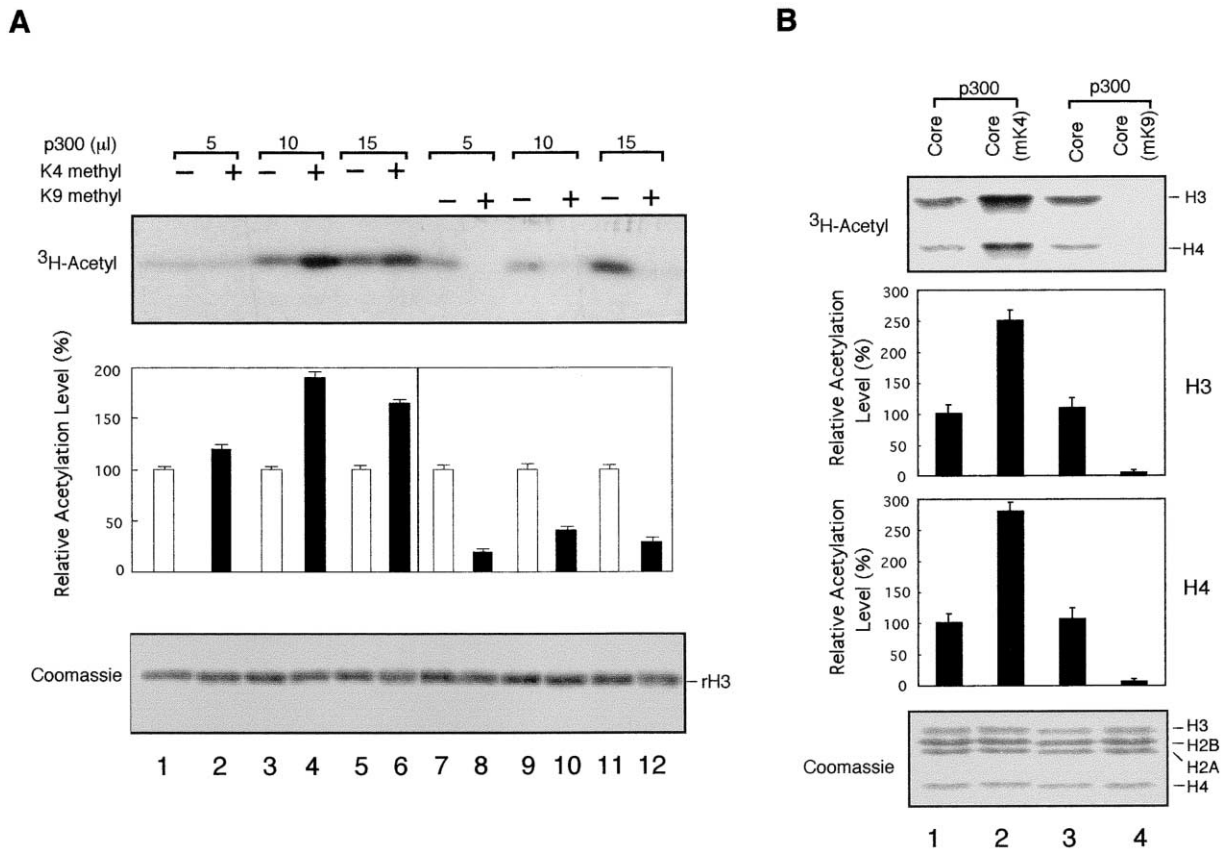 A
p300 (µl) 5 10 15 5 10 15
K4 methyl − + − + − +
K9 methyl − + − + − +
³H-Acetyl
Relative Acetylation Level (%)
200
150
100
50
0
Coomassie
rH3
1 2 3 4 5 6 7 8 9 10 11 12
B
p300 p300
Core Core (mK4) Core Core (mK9)
³H-Acetyl
H3
H4
Relative Acetylation Level (%)
300
250
200
150
100
50
0
H3
Relative Acetylation Level (%)
300
250
200
150
100
50
0
H4
Coomassie
H3
H2B
H2A
H4
1 2 3 4